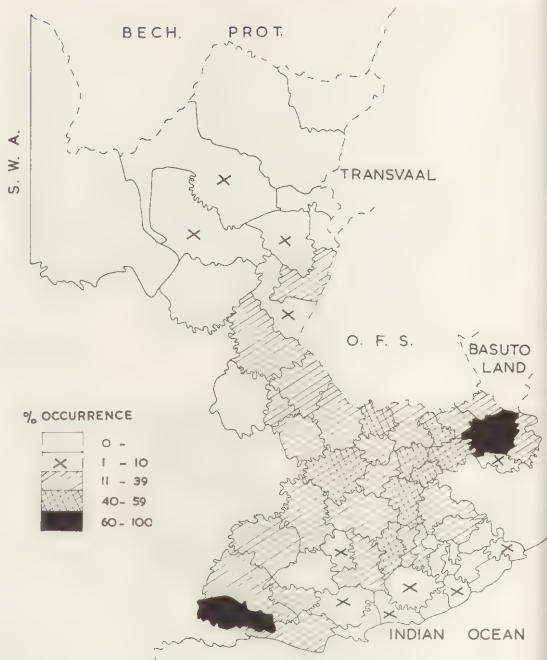 BECH. PROT.
S. W. A.
TRANSVAAL
O. F. S.
BASUTO
LAND
% OCCURRENCE
0 -
X 1 - 10
11 - 39
40 - 59
60 - 100
INDIAN OCEAN